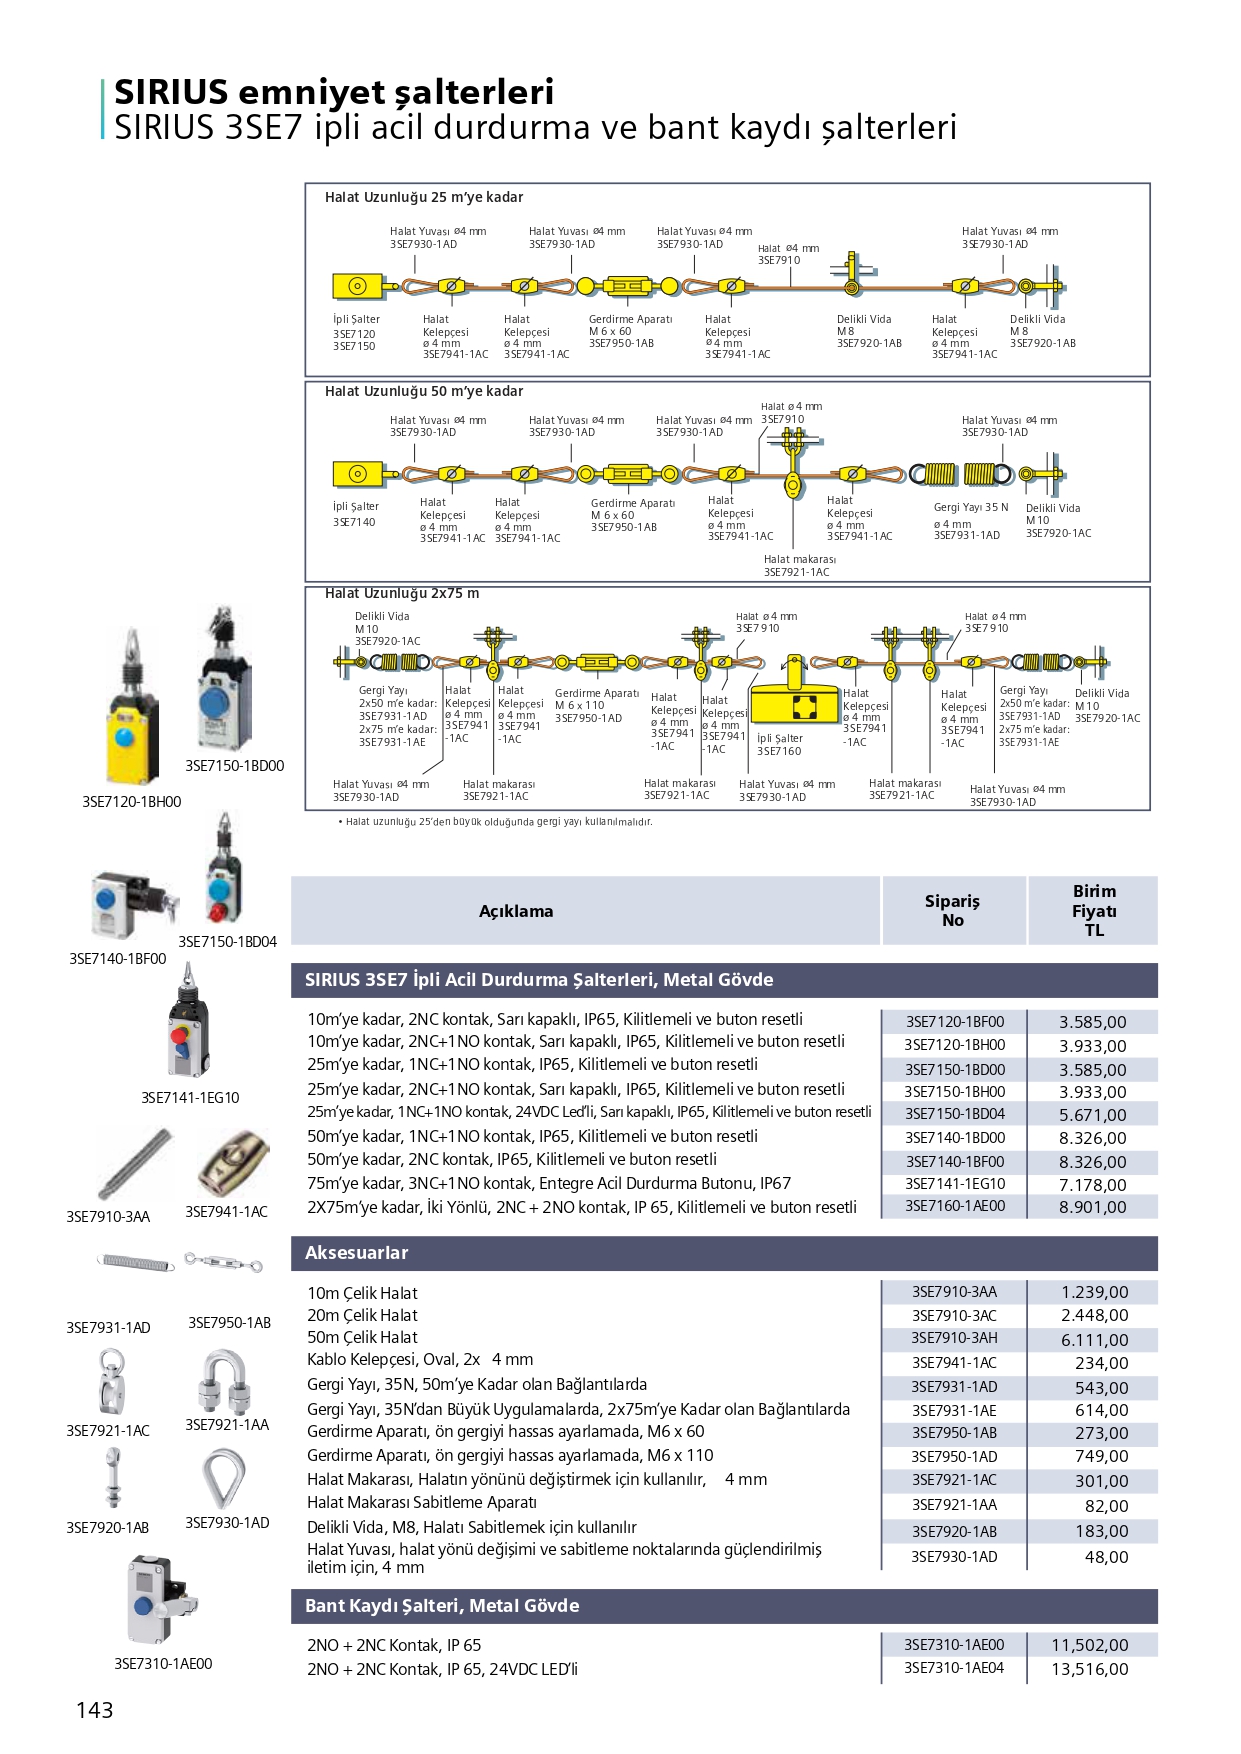 SIRIUS emniyet şalterleri
SIRIUS 3SE7 ipli acil durdurma ve bant kaydı şalterleri
Halat Uzunluğu 25 m’ye kadar
Halat Yuvası ø4 mm
3SE7930-1AD
Halat Yuvası ø4 mm
3SE7930-1AD
Halat Yuvası ø4 mm
3SE7930-1AD
Halat ø4 mm
3SE7910
Halat Yuvası ø4 mm
3SE7930-1AD
İpli Şalter
3SE7120
3SE7150
Halat
Kelepçesi
ø 4 mm
3SE7941-1AC
Halat
Kelepçesi
ø 4 mm
3SE7941-1AC
Gerdirme Aparatı
M 6 x 60
3SE7950-1AB
Halat
Kelepçesi
ø 4 mm
3SE7941-1AC
Delikli Vida
M 8
3SE7920-1AB
Halat
Kelepçesi
ø 4 mm
3SE7941-1AC
Delikli Vida
M 8
3SE7920-1AB
Halat Uzunluğu 50 m’ye kadar
Halat Yuvası ø4 mm
3SE7930-1AD
Halat Yuvası ø4 mm
3SE7930-1AD
Halat Yuvası ø4 mm
3SE7930-1AD
Halat ø 4 mm
3SE7910
Halat Yuvası ø4 mm
3SE7930-1AD
İpli Şalter
3SE7140
Halat
Kelepçesi
ø 4 mm
3SE7941-1AC
Halat
Kelepçesi
ø 4 mm
3SE7941-1AC
Gerdirme Aparatı
M 6 x 60
3SE7950-1AB
Halat
Kelepçesi
ø 4 mm
3SE7941-1AC
Halat
Kelepçesi
ø 4 mm
3SE7941-1AC
Gergi Yayı 35 N
ø 4 mm
3SE7931-1AD
Delikli Vida
M 10
3SE7920-1AC
Halat makarası
3SE7921-1AC
Halat Uzunluğu 2x75 m
Delikli Vida
M 10
3SE7920-1AC
Halat ø 4 mm
3SE7 910
Halat ø 4 mm
3SE7 910
Gergi Yayı
2x50 m’e kadar:
3SE7931-1AD
2x75 m’e kadar:
3SE7931-1AE
Halat
Kelepçesi
ø 4 mm
3SE7941
-1AC
Halat
Kelepçesi
ø 4 mm
3SE7941
-1AC
Gerdirme Aparatı
M 6 x 110
3SE7950-1AD
Halat
Kelepçesi
ø 4 mm
3SE7941
-1AC
Halat
Kelepçesi
ø 4 mm
3SE7941
-1AC
İpli Şalter
3SE7160
Halat
Kelepçesi
ø 4 mm
3SE7941
-1AC
Halat
Kelepçesi
ø 4 mm
3SE7941
-1AC
Gergi Yayı
2x50 m’e kadar:
3SE7931-1AD
2x75 m’e kadar:
3SE7931-1AE
Delikli Vida
M 10
3SE7920-1AC
Halat Yuvası ø4 mm
3SE7930-1AD
Halat makarası
3SE7921-1AC
Halat makarası
3SE7921-1AC
Halat Yuvası ø4 mm
3SE7930-1AD
Halat makarası
3SE7921-1AC
Halat Yuvası ø4 mm
3SE7930-1AD
• Halat uzunluğu 25’den büyük olduğunda gergi yayı kullanılmalıdır.
3SE7150-1BD00
3SE7120-1BH00
3SE7150-1BD04
3SE7140-1BF00
3SE7141-1EG10
3SE7910-3AA
3SE7941-1AC
3SE7931-1AD
3SE7950-1AB
3SE7921-1AC
3SE7921-1AA
3SE7920-1AB
3SE7930-1AD
3SE7310-1AE00
Açıklama Sipariş No Birim Fiyatı TL
SIRIUS 3SE7 İpli Acil Durdurma Şalterleri, Metal Gövde
10m’ye kadar, 2NC kontak, Sarı kapaklı, IP65, Kilitlemeli ve buton resetli 3SE7120-1BF00 3.585,00
10m’ye kadar, 2NC+1NO kontak, Sarı kapaklı, IP65, Kilitlemeli ve buton resetli 3SE7120-1BH00 3.933,00
25m’ye kadar, 1NC+1NO kontak, IP65, Kilitlemeli ve buton resetli 3SE7150-1BD00 3.585,00
25m’ye kadar, 2NC+1NO kontak, Sarı kapaklı, IP65, Kilitlemeli ve buton resetli 3SE7150-1BH00 3.933,00
25m’ye kadar, 1NC+1NO kontak, 24VDC Led’li, Sarı kapaklı, IP65, Kilitlemeli ve buton resetli 3SE7150-1BD04 5.671,00
50m’ye kadar, 1NC+1NO kontak, IP65, Kilitlemeli ve buton resetli 3SE7140-1BD00 8.326,00
50m’ye kadar, 2NC kontak, IP65, Kilitlemeli ve buton resetli 3SE7140-1BF00 8.326,00
75m’ye kadar, 3NC+1NO kontak, Entegre Acil Durdurma Butonu, IP67 3SE7141-1EG10 7.178,00
2X75m’ye kadar, İki Yönlü, 2NC + 2NO kontak, IP 65, Kilitlemeli ve buton resetli 3SE7160-1AE00 8.901,00
Aksesuarlar
10m Çelik Halat 3SE7910-3AA 1.239,00
20m Çelik Halat 3SE7910-3AC 2.448,00
50m Çelik Halat 3SE7910-3AH 6.111,00
Kablo Kelepçesi, Oval, 2x 4 mm 3SE7941-1AC 234,00
Gergi Yayı, 35N, 50m’ye Kadar olan Bağlantılarda 3SE7931-1AD 543,00
Gergi Yayı, 35N’dan Büyük Uygulamalarda, 2x75m’ye Kadar olan Bağlantılarda 3SE7931-1AE 614,00
Gerdirme Aparatı, ön gergiyi hassas ayarlamada, M6 x 60 3SE7950-1AB 273,00
Gerdirme Aparatı, ön gergiyi hassas ayarlamada, M6 x 110 3SE7950-1AD 749,00
Halat Makarası, Halatın yönünü değiştirmek için kullanılır, 4 mm 3SE7921-1AC 301,00
Halat Makarası Sabitleme Aparatı 3SE7921-1AA 82,00
Delikli Vida, M8, Halatı Sabitlemek için kullanılır 3SE7920-1AB 183,00
Halat Yuvası, halat yönü değişimi ve sabitleme noktalarında güçlendirilmiş
iletim için, 4 mm 3SE7930-1AD 48,00
Bant Kaydı Şalteri, Metal Gövde
2NO + 2NC Kontak, IP 65 3SE7310-1AE00 11,502,00
2NO + 2NC Kontak, IP 65, 24VDC LED’li 3SE7310-1AE04 13,516,00
143